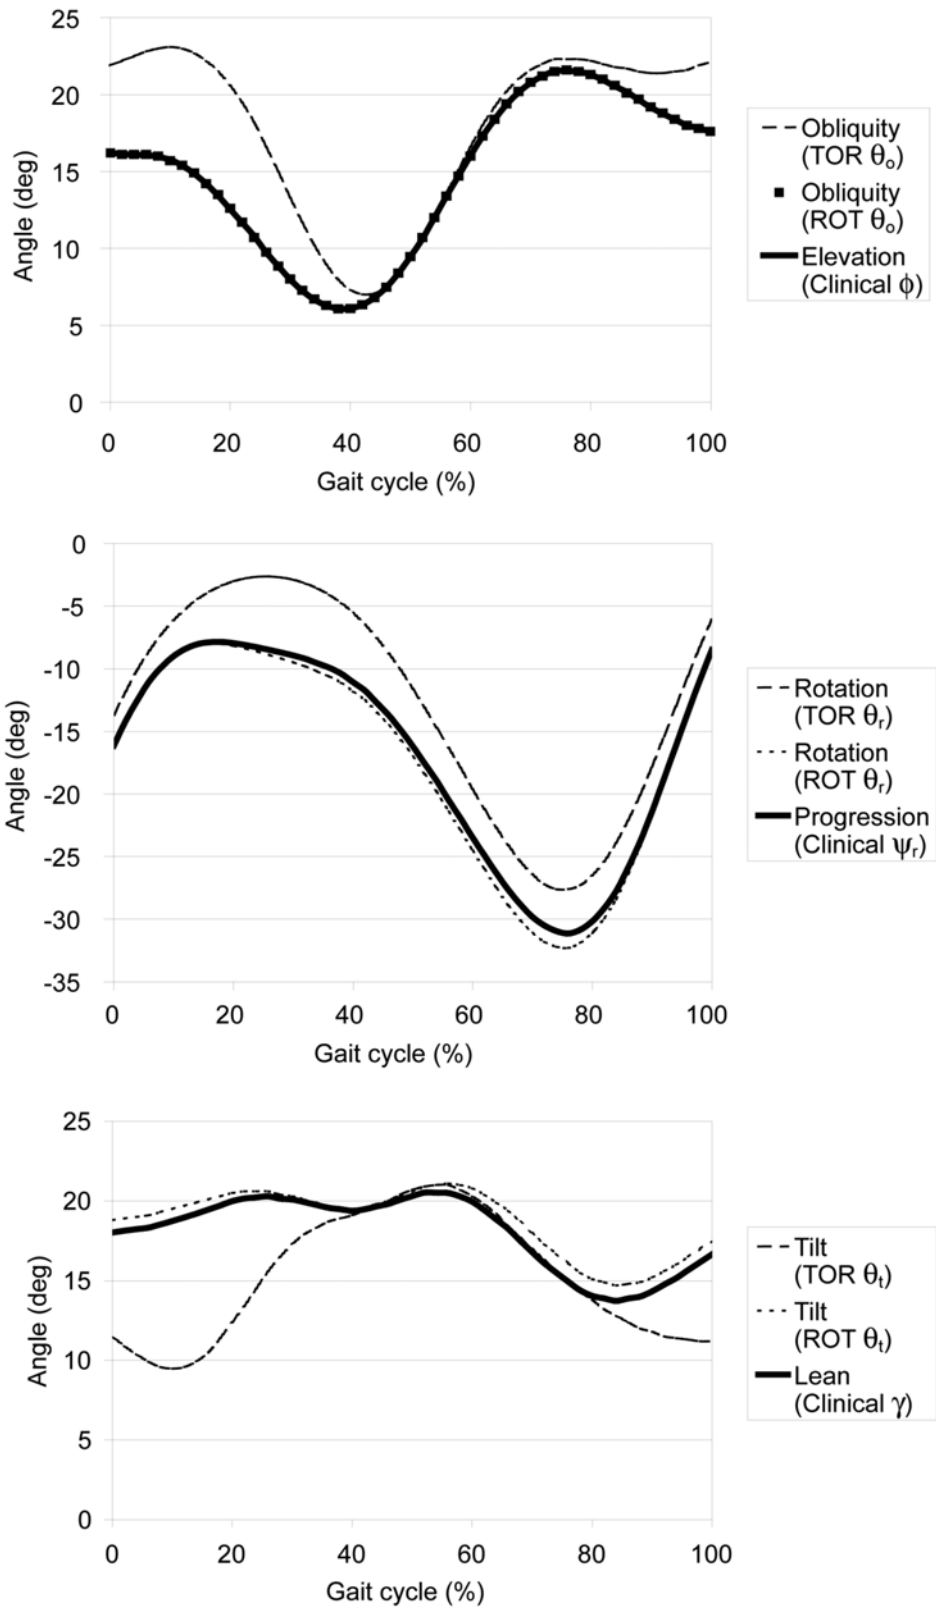 25
20
15
10
5
0
Angle (deg)
0 20 40 60 80 100
Gait cycle (%)
Obliquity
(TOR θo)
Obliquity
(ROT θo)
Elevation
(Clinical ϕ)
0
-5
-10
-15
-20
-25
-30
-35
Angle (deg)
0 20 40 60 80 100
Gait cycle (%)
Rotation
(TOR θr)
Rotation
(ROT θr)
Progression
(Clinical ψr)
25
20
15
10
5
0
Angle (deg)
0 20 40 60 80 100
Gait cycle (%)
Tilt
(TOR θt)
Tilt
(ROT θt)
Lean
(Clinical γ)